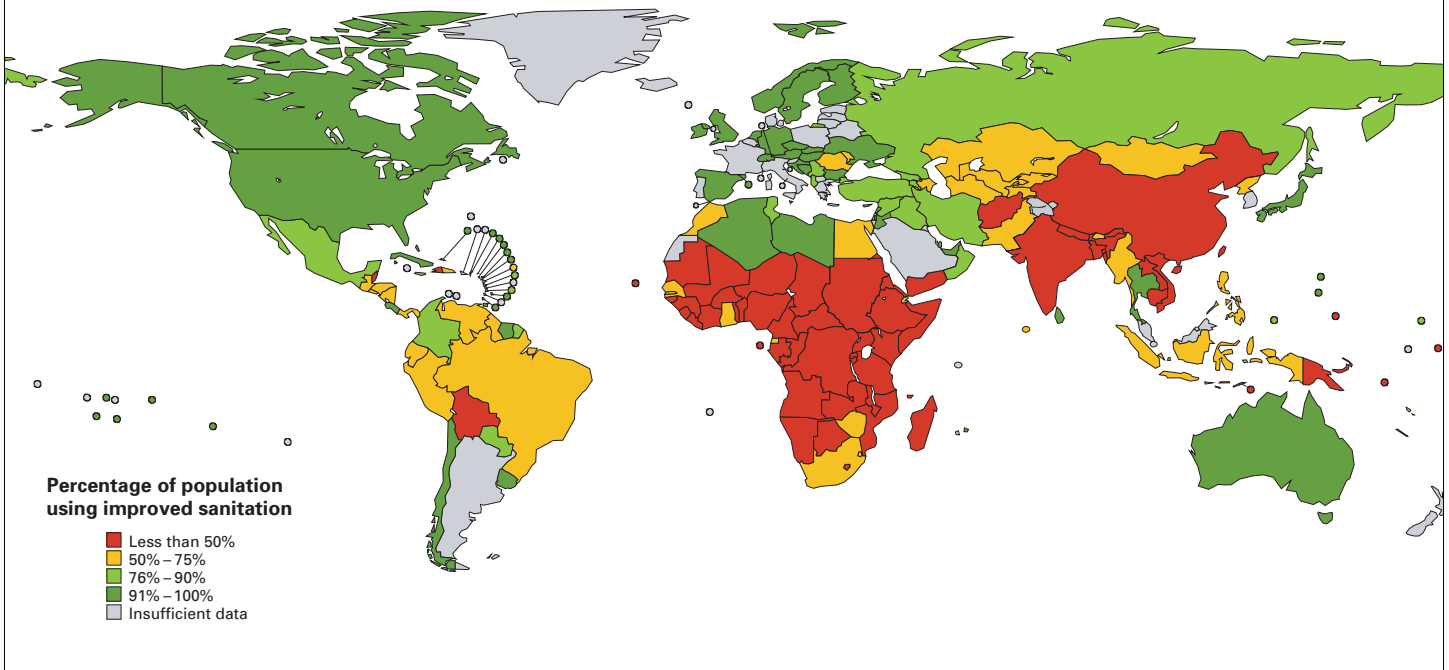 Percentage of population
using improved sanitation
Less than 50%
50% – 75%
76% – 90%
91% – 100%
Insufficient data